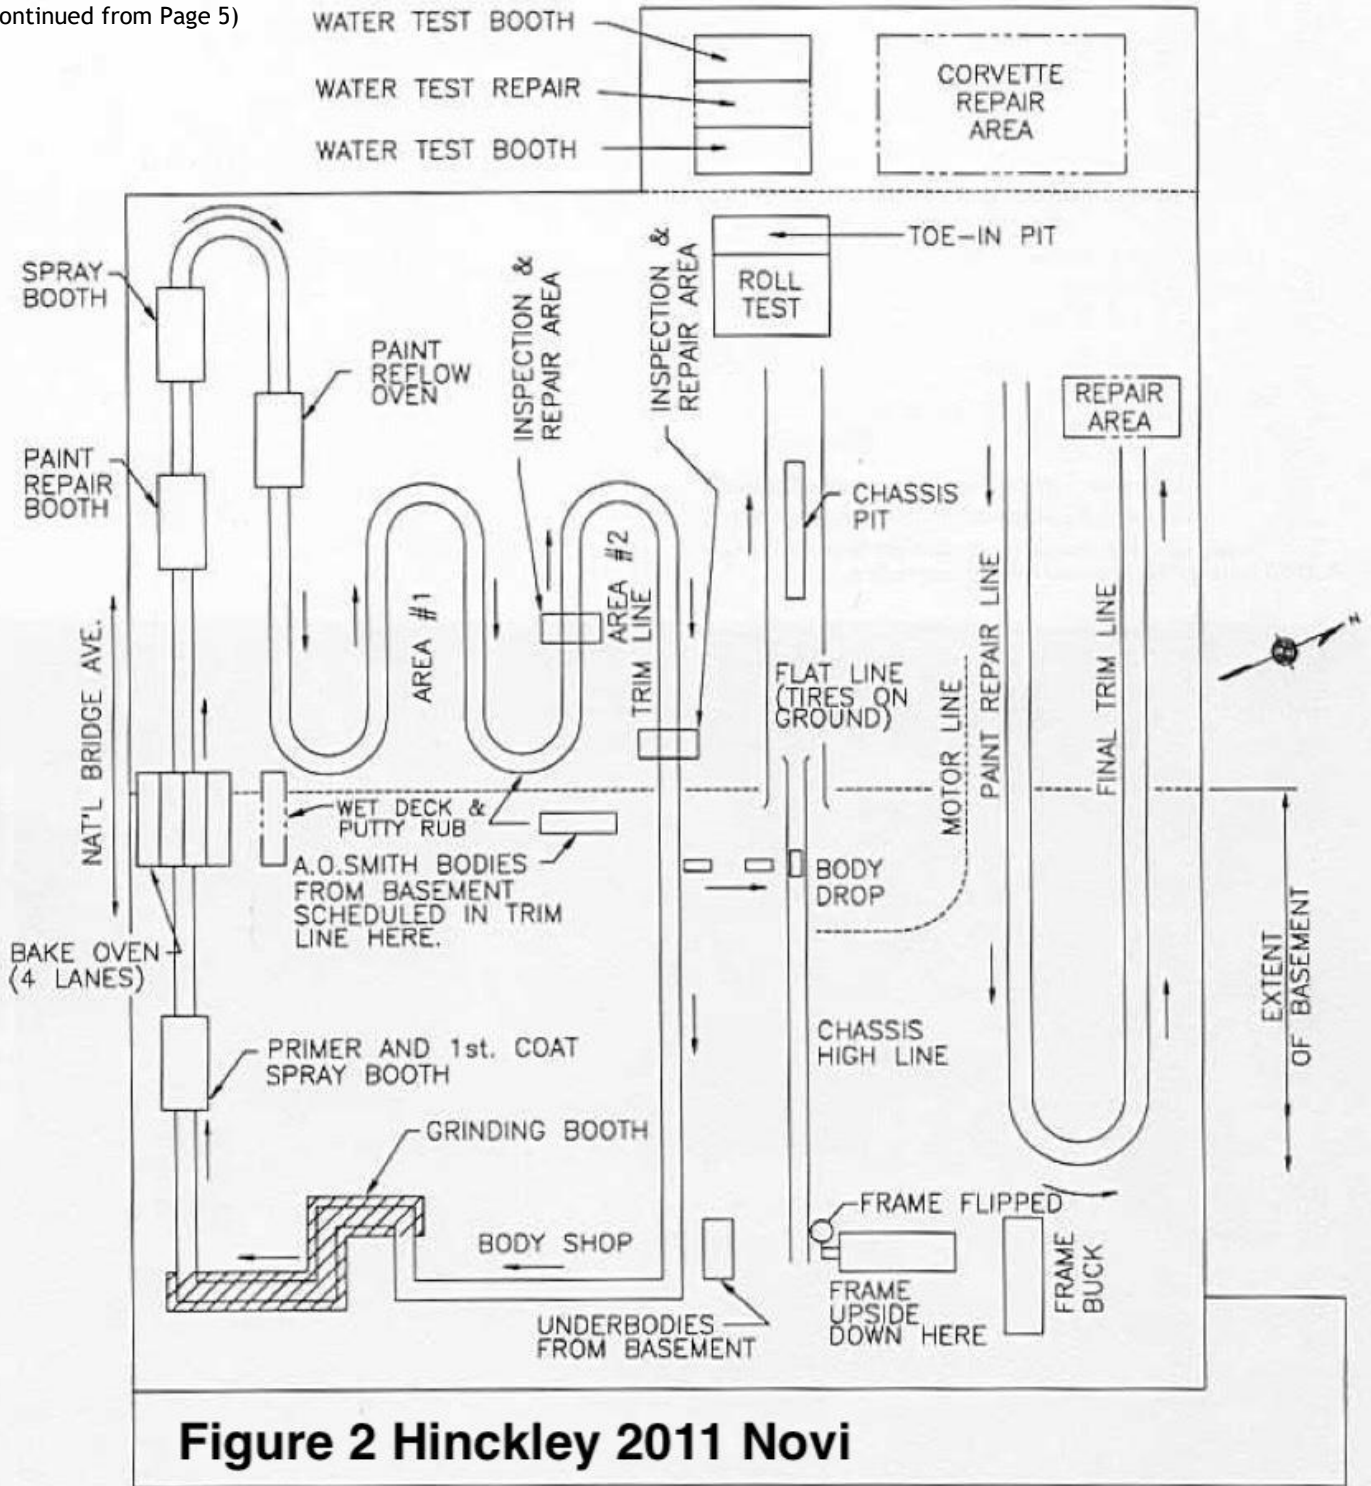 ontinued from Page 5)
WATER TEST BOOTH
WATER TEST REPAIR
WATER TEST BOOTH
CORVETTE
REPAIR
AREA
TOE-IN PIT
ROLL
TEST
SPRAY
BOOTH
PAINT
REFLOW
OVEN
INSPECTION &
REPAIR AREA
INSPECTION &
REPAIR AREA
REPAIR
AREA
PAINT
REPAIR
BOOTH
CHASSIS
PIT
AREA #1
AREA #2
TRIM LINE
NAT'L BRIDGE AVE.
FLAT LINE
(TIRES ON
GROUND)
MOTOR LINE
PAINT REPAIR LINE
FINAL TRIM LINE
N
WET DECK &
PUTTY RUB
A.O.SMITH BODIES
FROM BASEMENT
SCHEDULED IN TRIM
LINE HERE.
BODY
DROP
BAKE OVEN
(4 LANES)
EXTENT
OF BASEMENT
CHASSIS
HIGH LINE
PRIMER AND 1st. COAT
SPRAY BOOTH
GRINDING BOOTH
BODY SHOP
FRAME FLIPPED
FRAME
UPSIDE
DOWN HERE
FRAME
BUCK
UNDERBODIES
FROM BASEMENT
Figure 2 Hinckley 2011 Novi